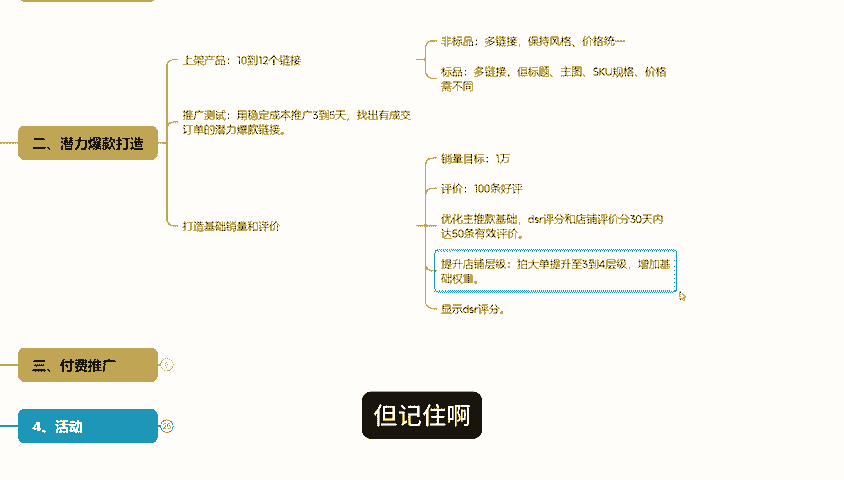 非标品：多链接，保持风格、价格统一
上架产品：10到12个链接
标品：多链接，但标题、主图、SKU规格、价格
需不同
推广测试：用稳定成本推广3到5天，找出有成交
订单的潜力爆款链接。
二、潜力爆款打造
销量目标：1万
评价：100条好评
打造基础销量和评价
优化主推款基础，dsr评分和店铺评价分30天内
达50条有效评价。
提升店铺层级：拍大单提升至3到4层级，增加基
础权重。
显示dsr评分。
三、付费推广
4、活动
但记住啊